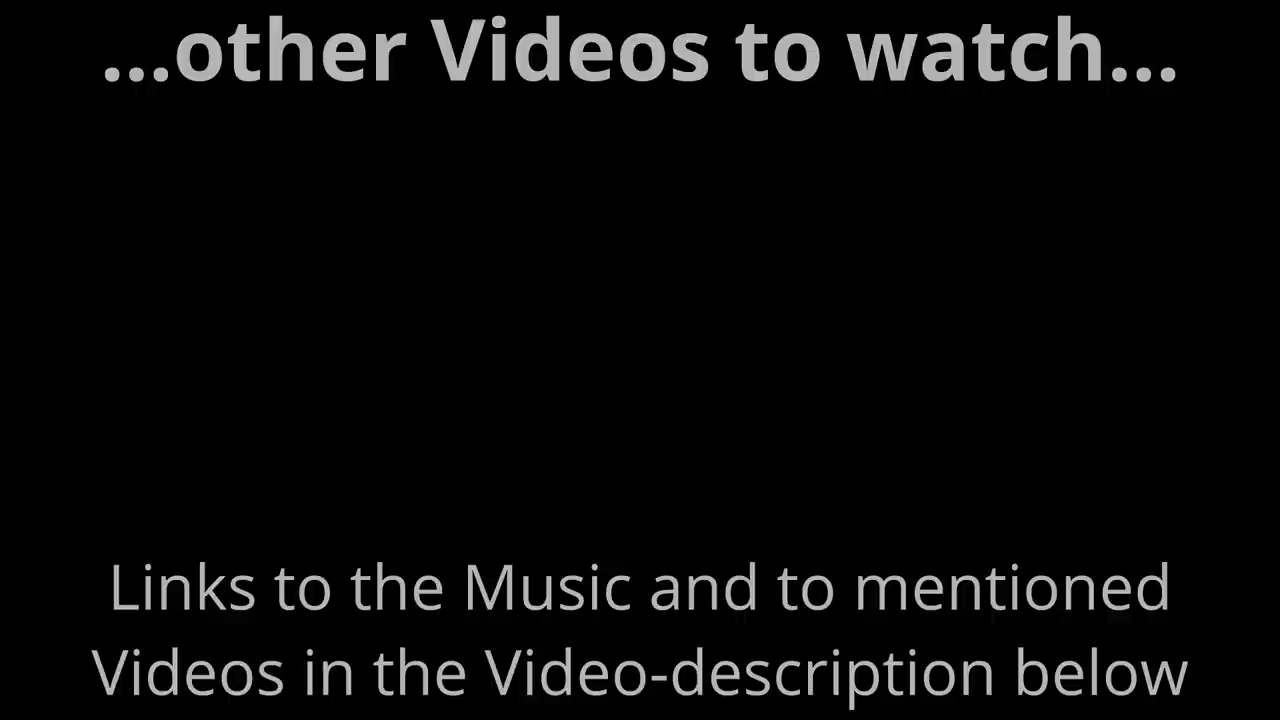 ...other Videos to watch...
Links to the Music and to mentioned
Videos in the Video-description below